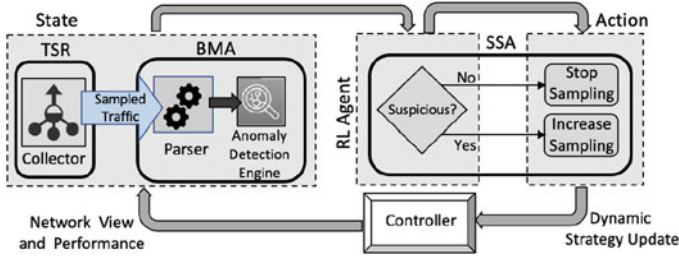 State
Action
TSR
BMA
SSA
RL Agent
Sampled
Traffic
Collector
Parser
Anomaly
Detection
Engine
Suspicious?
No
Yes
Stop
Sampling
Increase
Sampling
Network View
and Performance
Controller
Dynamic
Strategy Update